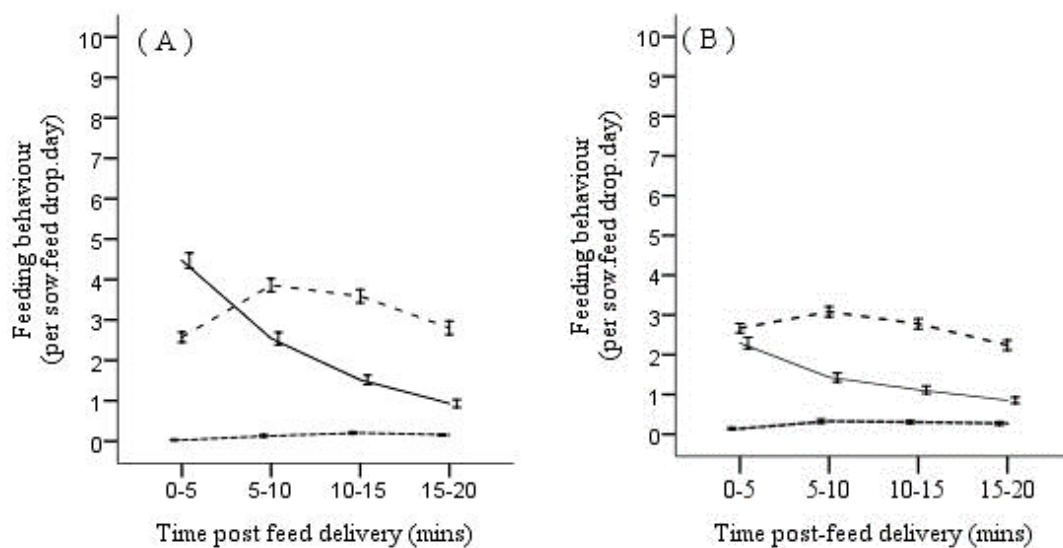 ( A )
10
9
8
7
6
5
4
3
2
1
0
Feeding behaviour
(per sow.feed drop.day)
0-5 5-10 10-15 15-20
Time post feed delivery (mins)
( B )
10
9
8
7
6
5
4
3
2
1
0
Feeding behaviour
(per sow.feed drop.day)
0-5 5-10 10-15 15-20
Time post-feed delivery (mins)